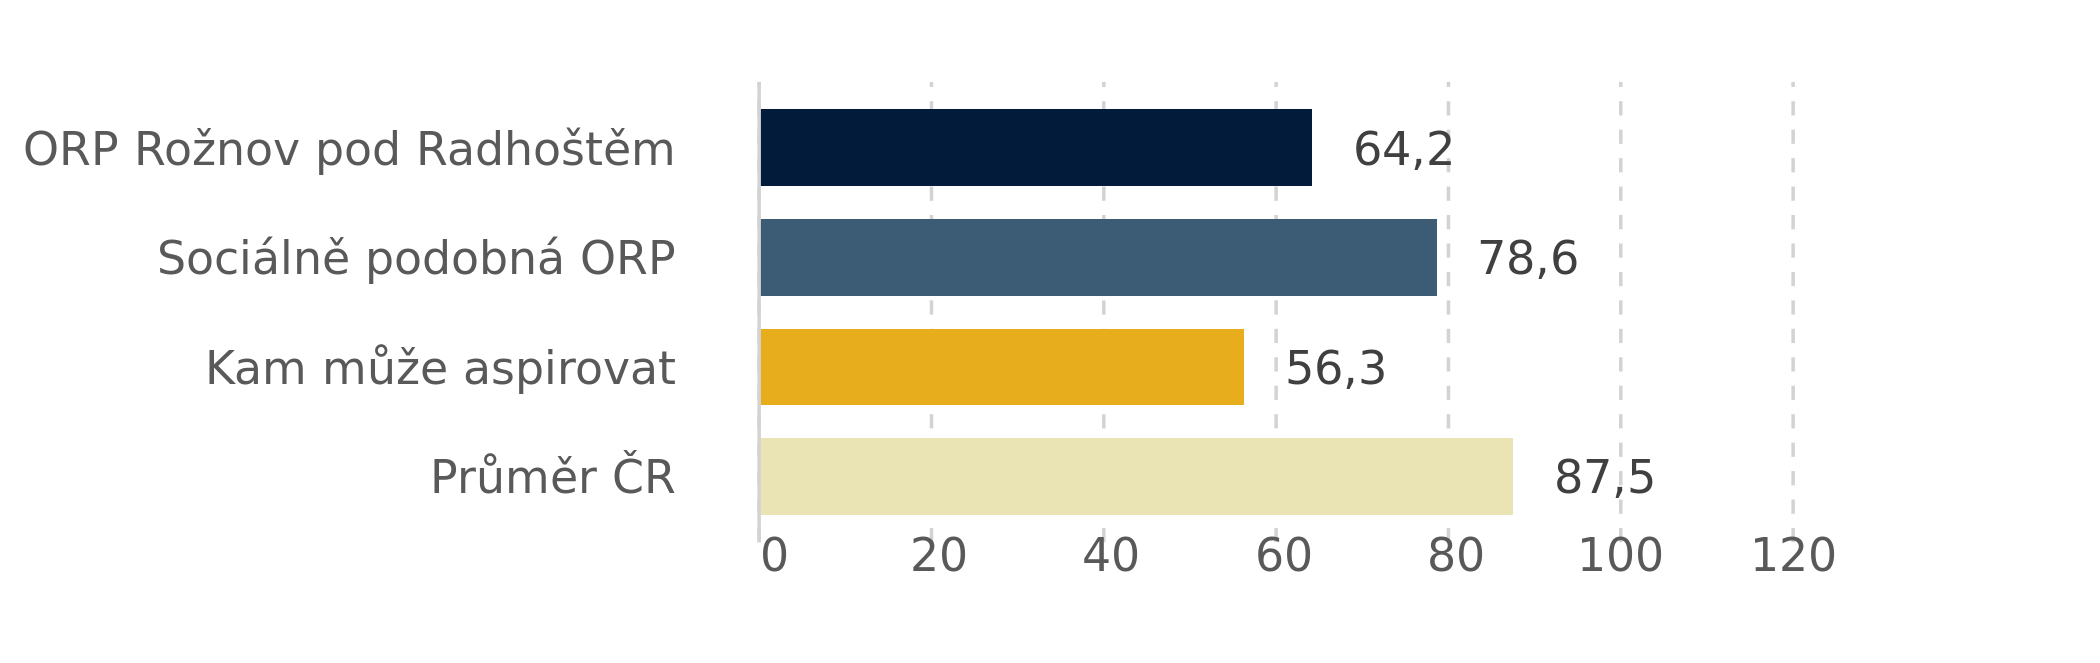 ORP Rožnov pod Radhoštěm 64,2
Sociálně podobná ORP 78,6
Kam může aspirovat 56,3
Průměr ČR 87,5
0 20 40 60 80 100 120